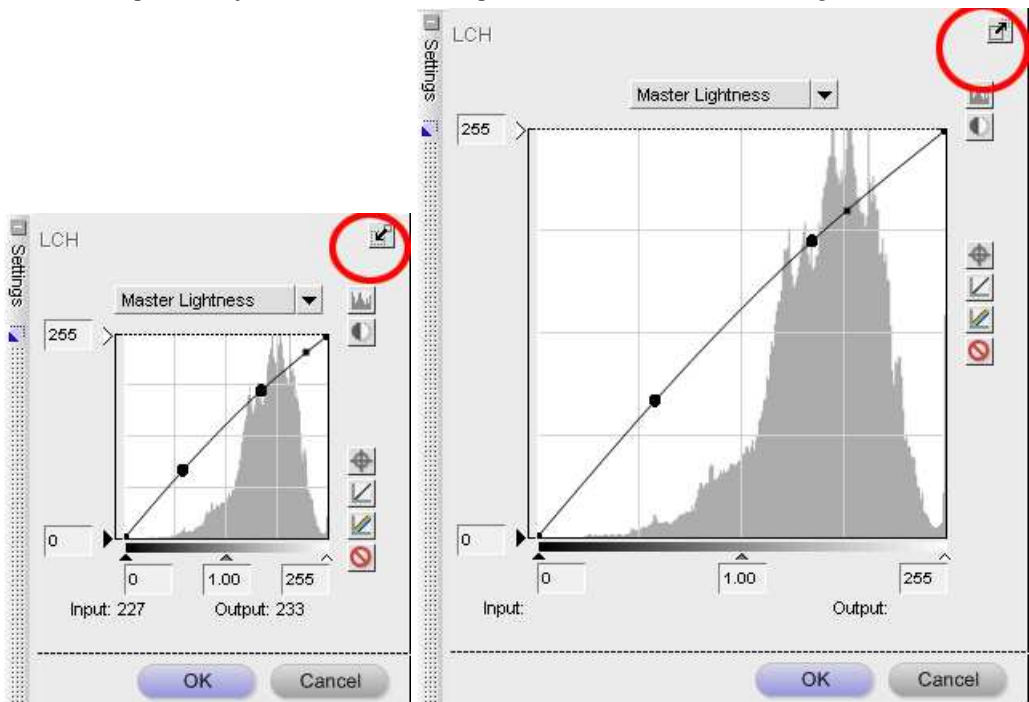 Settings
LCH
Master Lightness
255
0
0 1.00 255
Input: 227 Output: 233
OK Cancel
Settings
LCH
Master Lightness
255
0
0 1.00 255
Input: Output:
OK Cancel